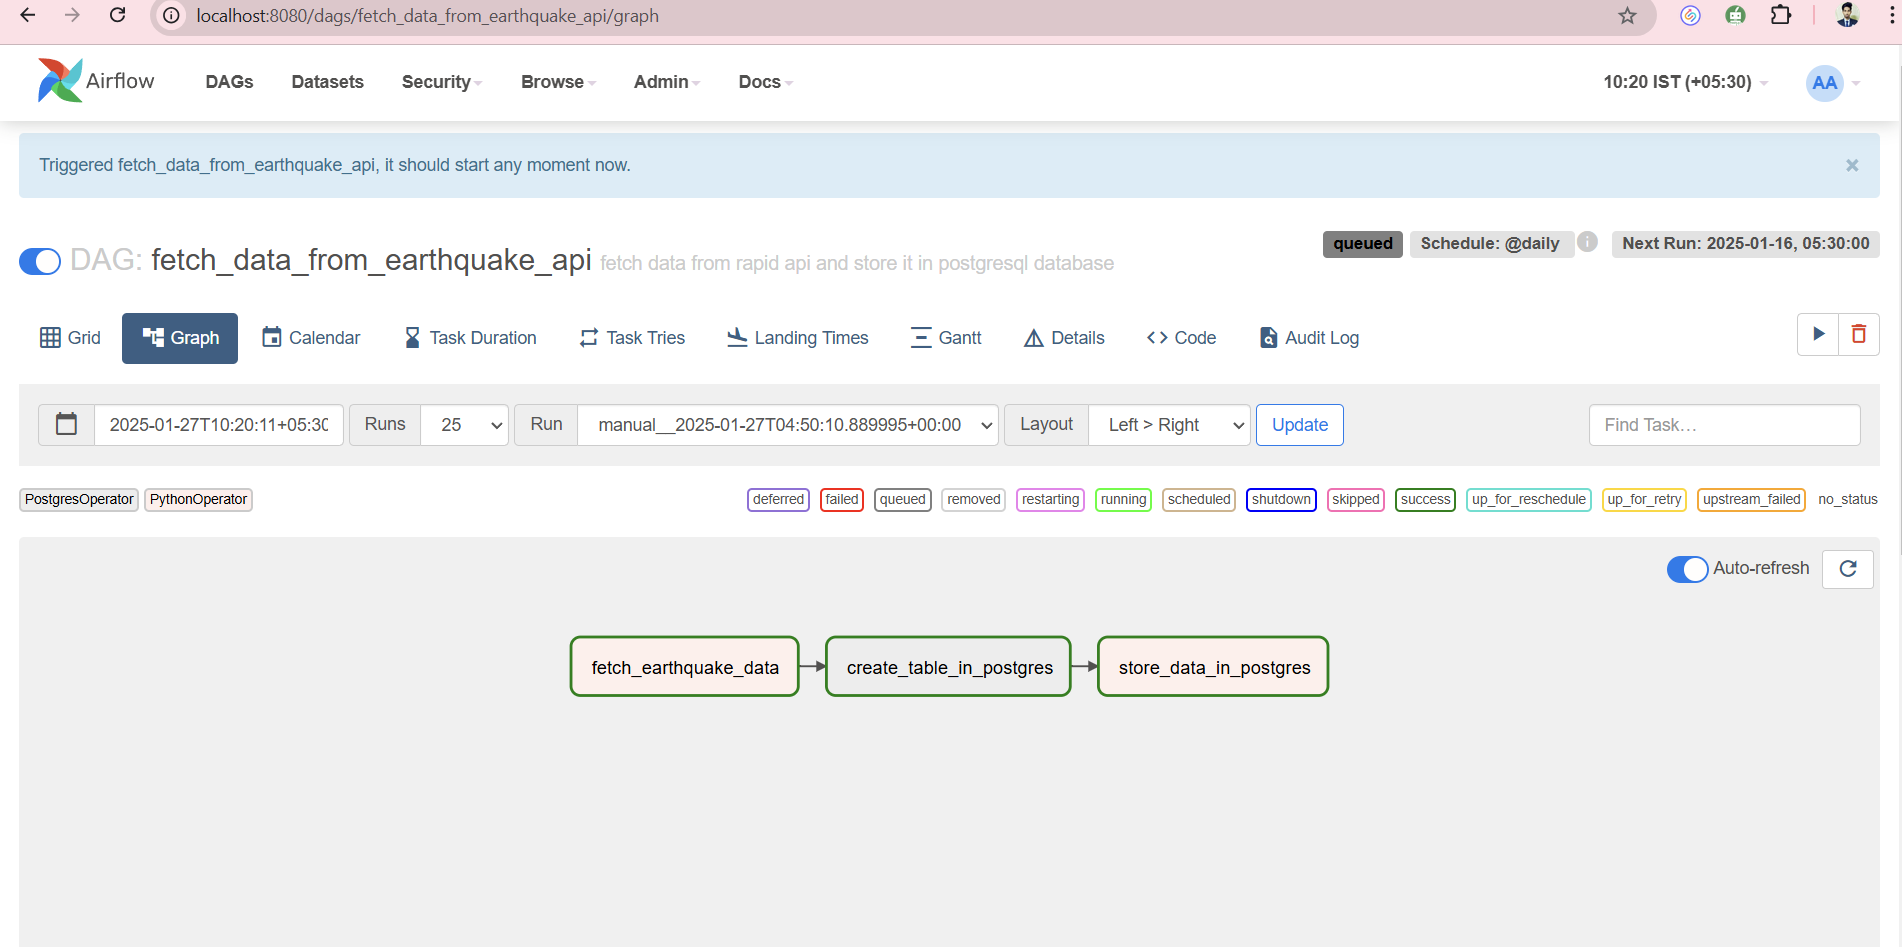 localhost:8080/dags/fetch_data_from_earthquake_api/graph
Airflow DAGs Datasets Security Browse Admin Docs 10:20 IST (+05:30) AA
Triggered fetch_data_from_earthquake_api, it should start any moment now. ×
DAG: fetch_data_from_earthquake_api fetch data from rapid api and store it in postgresql database queued Schedule: @daily i Next Run: 2025-01-16, 05:30:00
Grid Graph Calendar Task Duration Task Tries Landing Times Gantt Details Code Audit Log
2025-01-27T10:20:11+05:30 Runs 25 Run manual__2025-01-27T04:50:10.889995+00:00 Layout Left > Right Update Find Task…
PostgresOperator PythonOperator deferred failed queued removed restarting running scheduled shutdown skipped success up_for_reschedule up_for_retry upstream_failed no_status
Auto-refresh
fetch_earthquake_data create_table_in_postgres store_data_in_postgres